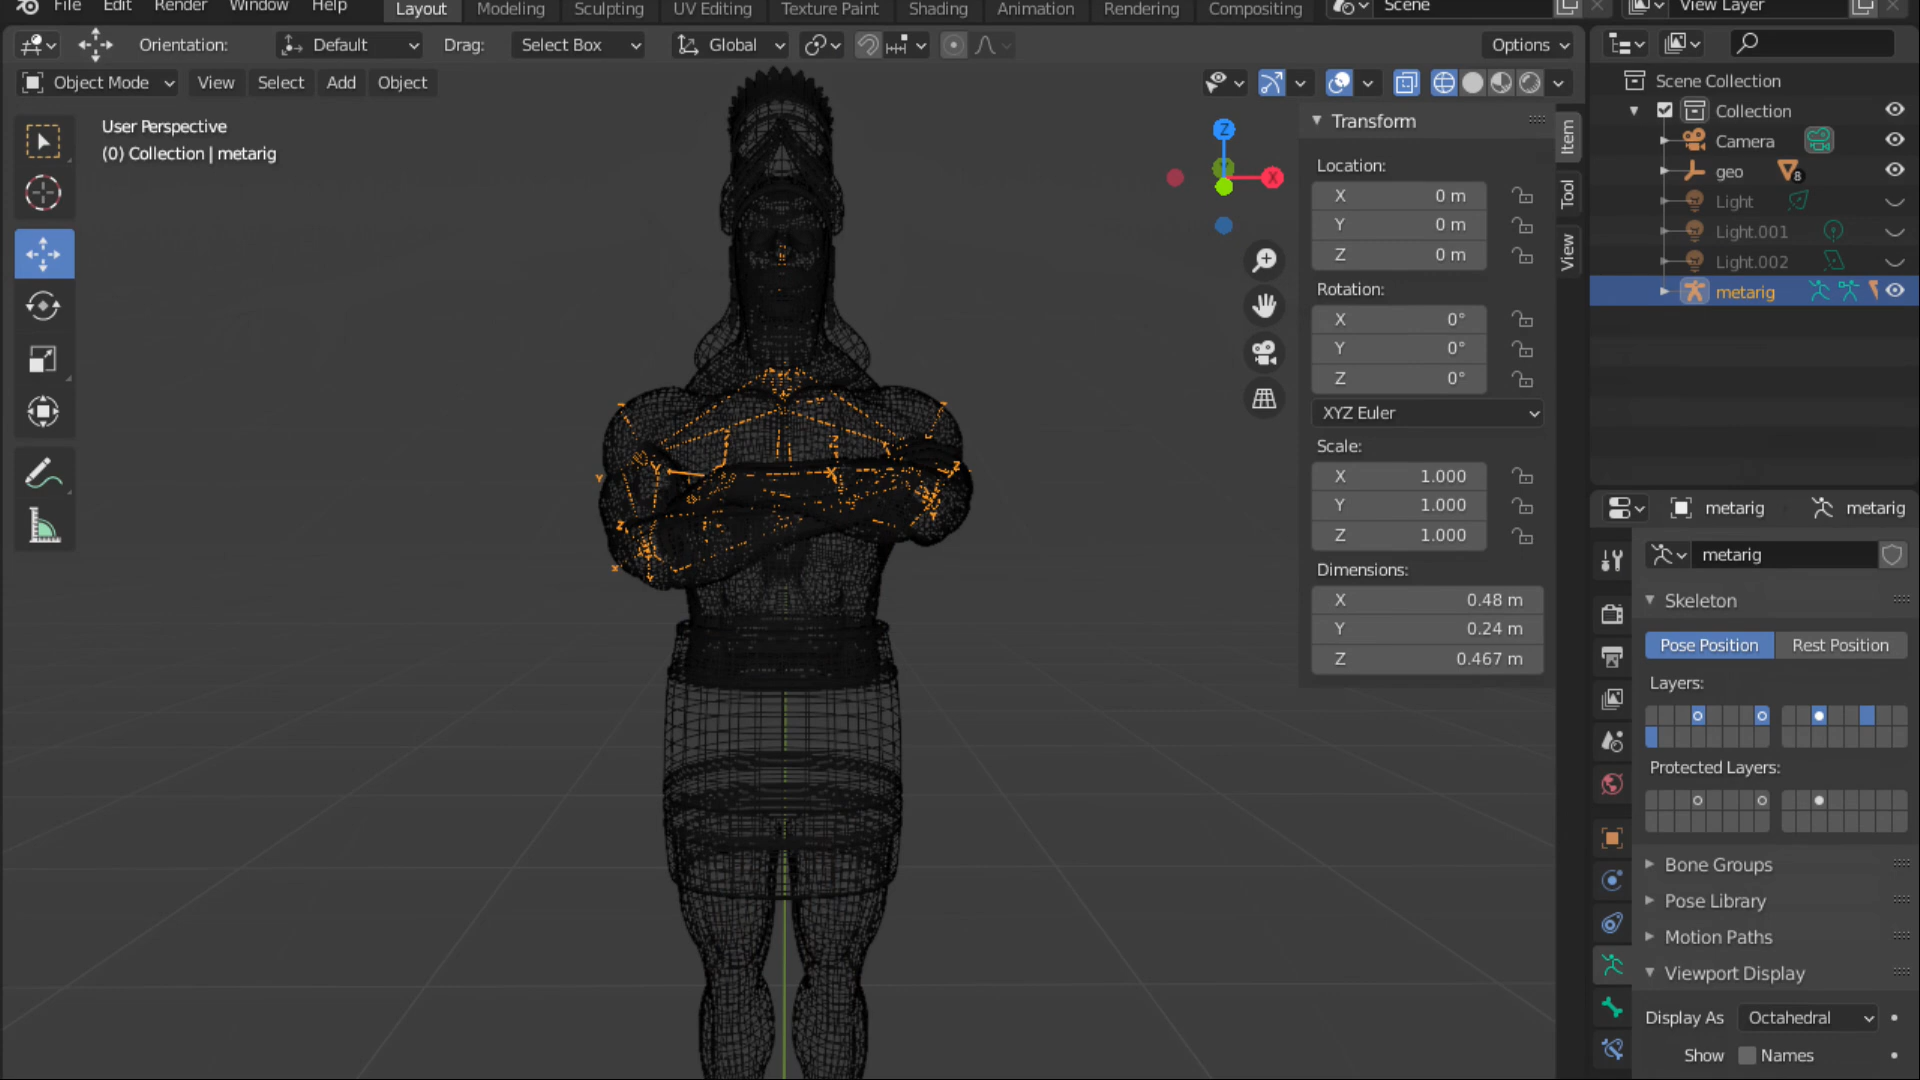 File Edit Render Window Help Layout Modeling Sculpting UV Editing Texture Paint Shading Animation Rendering Compositing Scene View Layer
Orientation: Default Drag: Select Box Global Options
Object Mode View Select Add Object
User Perspective
(0) Collection | metarig
Z
X
Transform
Location:
X 0 m
Y 0 m
Z 0 m
Rotation:
X 0°
Y 0°
Z 0°
XYZ Euler
Scale:
X 1.000
Y 1.000
Z 1.000
Dimensions:
X 0.48 m
Y 0.24 m
Z 0.467 m
Item
Tool
View
Scene Collection
Collection
Camera
geo 8
Light
Light.001
Light.002
metarig
metarig metarig
metarig
Skeleton
Pose Position Rest Position
Layers:
Protected Layers:
Bone Groups
Pose Library
Motion Paths
Viewport Display
Display As Octahedral
Show Names